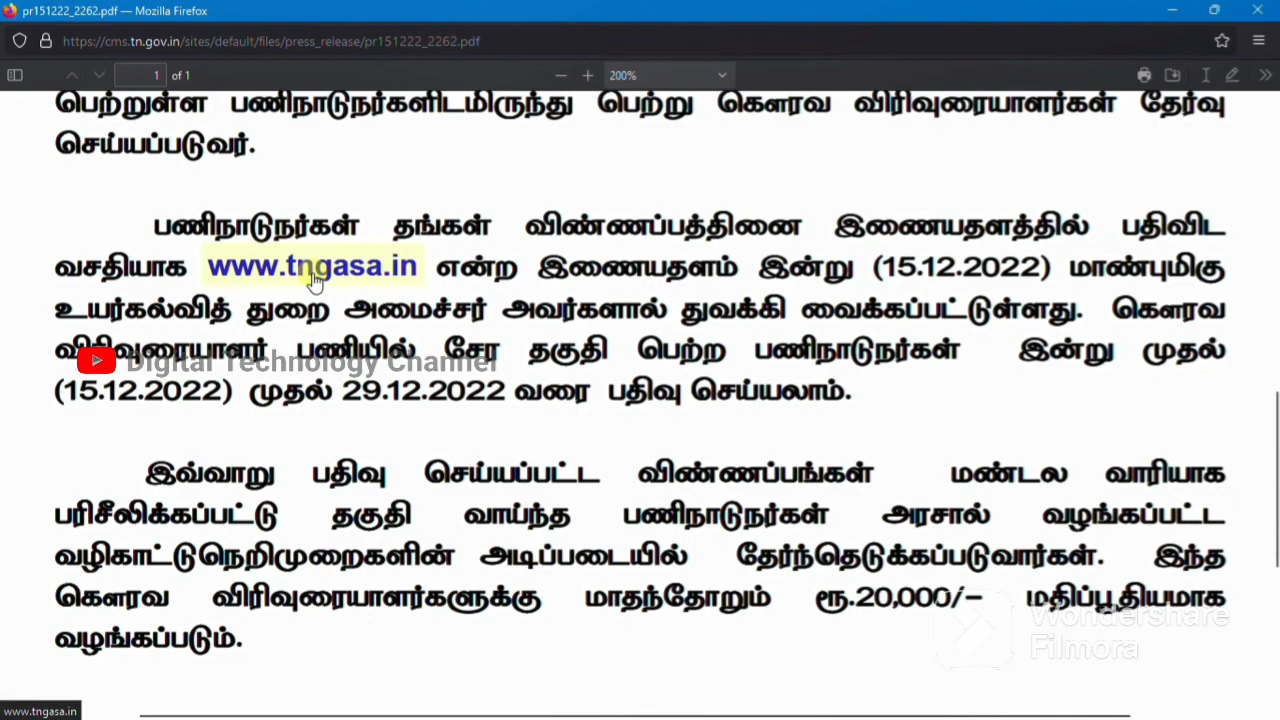 pr151222_2262.pdf — Mozilla Firefox
https://cms.tn.gov.in/sites/default/files/press_release/pr151222_2262.pdf
1 of 1
200%
பெற்றுள்ள பணிநாடுநர்களிடமிருந்து பெற்று கௌரவ விரிவுரையாளர்கள் தேர்வு
செய்யப்படுவர்.
பணிநாடுநர்கள் தங்கள் விண்ணப்பத்தினை இணையதளத்தில் பதிவிட
வசதியாக www.tngasa.in என்ற இணையதளம் இன்று (15.12.2022) மாண்புமிகு
உயர்கல்வித் துறை அமைச்சர் அவர்களால் துவக்கி வைக்கப்பட்டுள்ளது. கௌரவ
விரிவுரையாளர் பணியில் சேர தகுதி பெற்ற பணிநாடுநர்கள் இன்று முதல்
Digital Technology Channel
(15.12.2022) முதல் 29.12.2022 வரை பதிவு செய்யலாம்.
இவ்வாறு பதிவு செய்யப்பட்ட விண்ணப்பங்கள் மண்டல வாரியாக
பரிசீலிக்கப்பட்டு தகுதி வாய்ந்த பணிநாடுநர்கள் அரசால் வழங்கப்பட்ட
வழிகாட்டுநெறிமுறைகளின் அடிப்படையில் தேர்ந்தெடுக்கப்படுவார்கள். இந்த
கௌரவ விரிவுரையாளர்களுக்கு மாதந்தோறும் ரூ.20,000/– மதிப்பூதியமாக
வழங்கப்படும்.
Wondershare
Filmora
www.tngasa.in